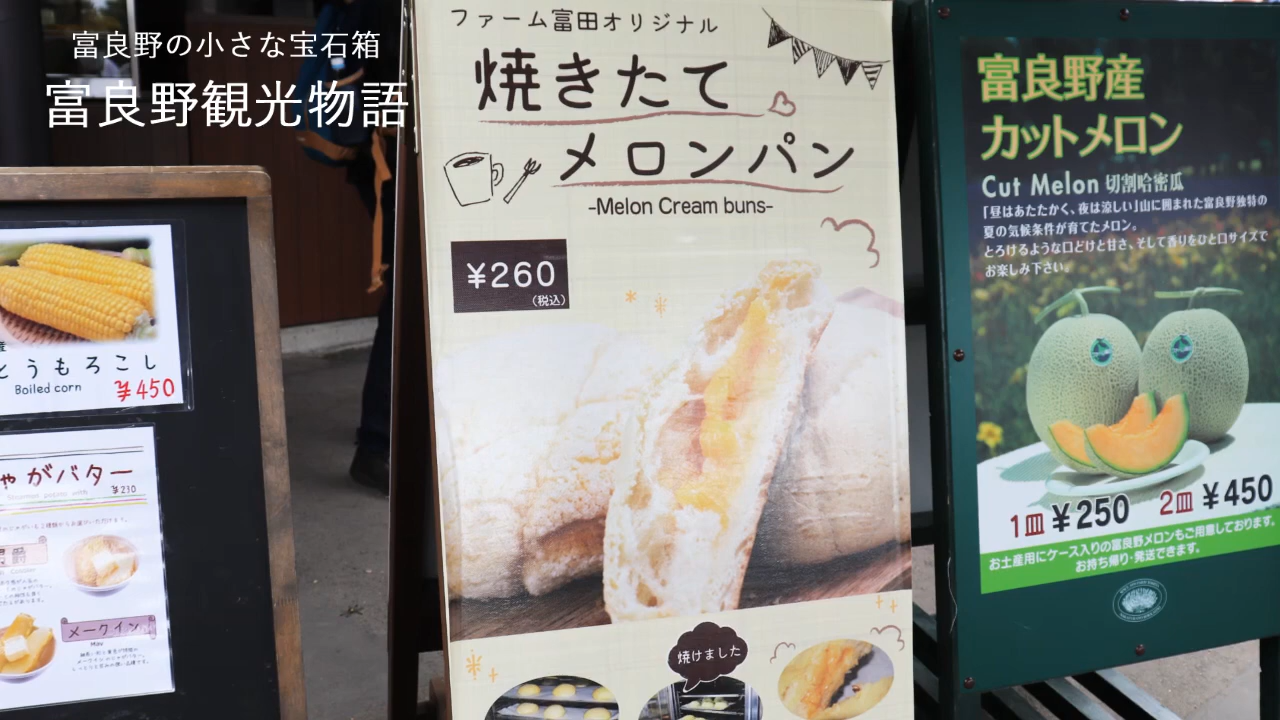 富良野の小さな宝石箱
富良野観光物語
とうもろこし
Boiled corn
¥450
ゃがバター
¥230
メークイン
May
ファーム富田オリジナル
焼きたて
メロンパン
-Melon Cream buns-
¥260
(税込)
焼けました
富良野産
カットメロン
Cut Melon 切割哈密瓜
「昼はあたたかく、夜は涼しい」山に囲まれた富良野独特の
夏の気候条件が育てたメロン。
とろけるような口どけと甘さ、そして香りをひと口サイズで
お楽しみ下さい。
1皿 ¥250 2皿 ¥450
お土産用にケース入りの富良野メロンもご用意しております。
お持ち帰り・発送できます。